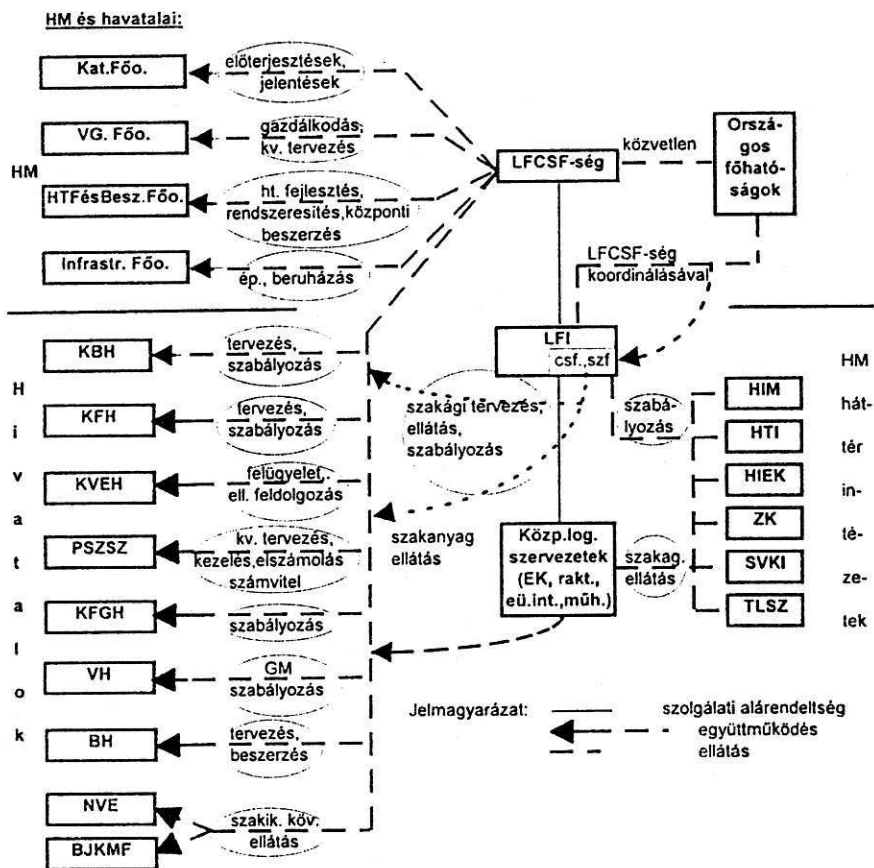 HM és havatalai:
Kat.Főo.
előterjesztések,
jelentések
VG. Főo.
gazdálkodás,
kv. tervezés
HM
HTFésBesz.Főo.
ht. fejlesztés,
rendszeresítés,központi
beszerzés
Infrastr. Főo.
ép., beruházás
LFCSF-ség
közvetlen
Orszá-
gos
főható-
ságok
LFCSF-ség
koordinálásával
LFI
csf.,szf
H
i
v
a
t
a
l
o
k
KBH
tervezés,
szabályozás
KFH
tervezés,
szabályozás
KVEH
felügyelet,
ell. feldolgozás
PSZSZ
kv. tervezés,
kezelés,elszámolás
számvitel
KFGH
szabályozás
VH
GM
szabályozás
BH
tervezés,
beszerzés
NVE
BJKMF
szakik. köv.
ellátás
szakági tervezés,
ellátás,
szabályozás
szakanyag
ellátás
szabá-
lyozás
Közp.log.
szervezetek
(EK, rakt.,
eü.int.,műh.)
szakag.
ellátás
HIM
HTI
HIEK
ZK
SVKI
TLSZ
HM
hát-
tér
in-
té-
ze-
tek
Jelmagyarázat:
szolgálati alárendeltség
együttműködés
ellátás